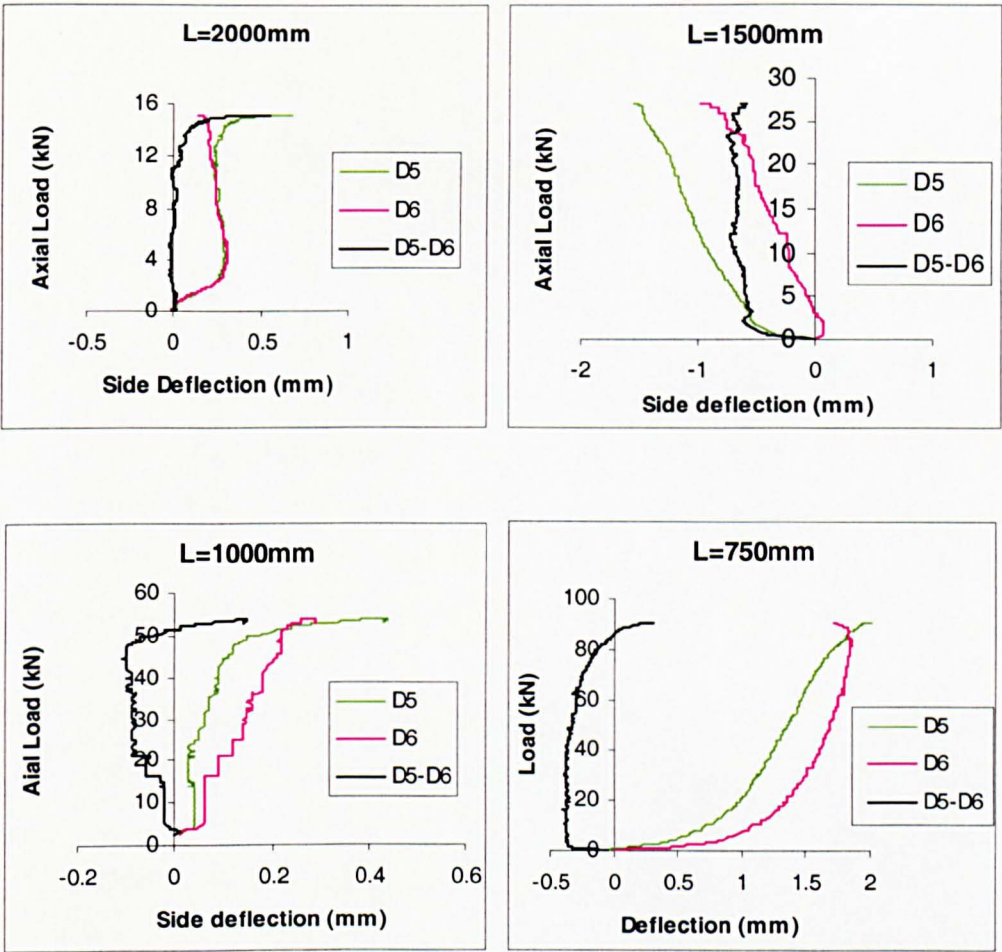 L=2000mm
16
12
8
4
0
-0.5
0
0.5
1
Axial Load (kN)
Side Deflection (mm)
D5
D6
D5-D6
L=1500mm
30
25
20
15
10
5
0
-2
-1
0
1
Axial Load (kN)
Side deflection (mm)
D5
D6
D5-D6
L=1000mm
60
50
40
30
20
10
0
-0.2
0
0.2
0.4
0.6
Aial Load (kN)
Side deflection (mm)
D5
D6
D5-D6
L=750mm
100
80
60
40
20
0
-0.5
0
0.5
1
1.5
2
Load (kN)
Deflection (mm)
D5
D6
D5-D6